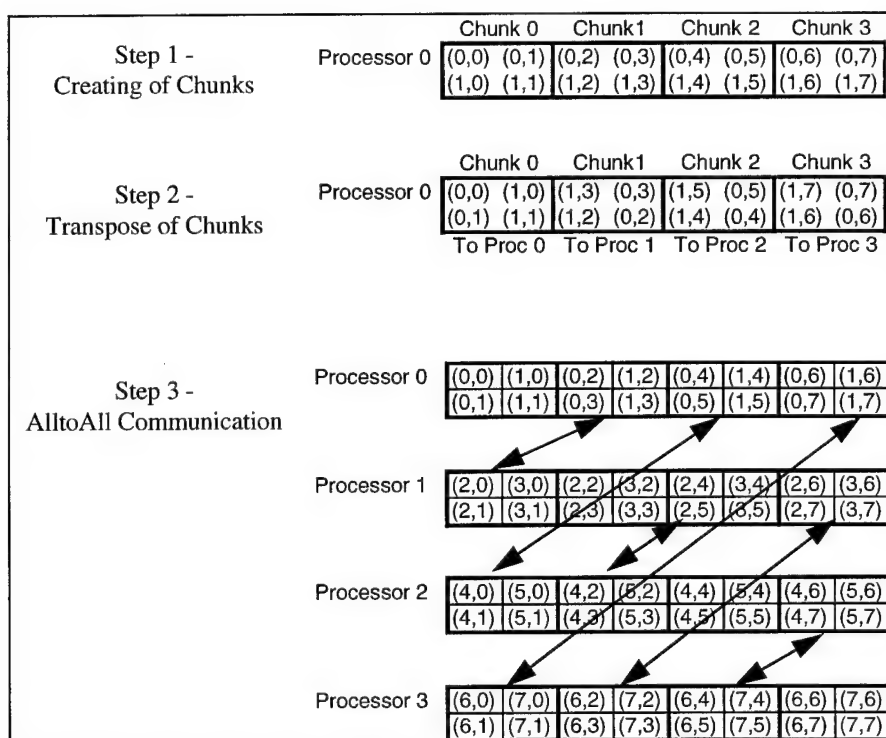 Chunk 0 Chunk1 Chunk 2 Chunk 3
Step 1 -
Creating of Chunks
Processor 0
(0,0) (0,1) (0,2) (0,3) (0,4) (0,5) (0,6) (0,7)
(1,0) (1,1) (1,2) (1,3) (1,4) (1,5) (1,6) (1,7)
Chunk 0 Chunk1 Chunk 2 Chunk 3
Step 2 -
Transpose of Chunks
Processor 0
(0,0) (1,0) (1,3) (0,3) (1,5) (0,5) (1,7) (0,7)
(0,1) (1,1) (1,2) (0,2) (1,4) (0,4) (1,6) (0,6)
To Proc 0 To Proc 1 To Proc 2 To Proc 3
Step 3 -
AlltoAll Communication
Processor 0
(0,0) (1,0) (0,2) (1,2) (0,4) (1,4) (0,6) (1,6)
(0,1) (1,1) (0,3) (1,3) (0,5) (1,5) (0,7) (1,7)
Processor 1
(2,0) (3,0) (2,2) (3,2) (2,4) (3,4) (2,6) (3,6)
(2,1) (3,1) (2,3) (3,3) (2,5) (3,5) (2,7) (3,7)
Processor 2
(4,0) (5,0) (4,2) (5,2) (4,4) (5,4) (4,6) (5,6)
(4,1) (5,1) (4,3) (5,3) (4,5) (5,5) (4,7) (5,7)
Processor 3
(6,0) (7,0) (6,2) (7,2) (6,4) (7,4) (6,6) (7,6)
(6,1) (7,1) (6,3) (7,3) (6,5) (7,5) (6,7) (7,7)